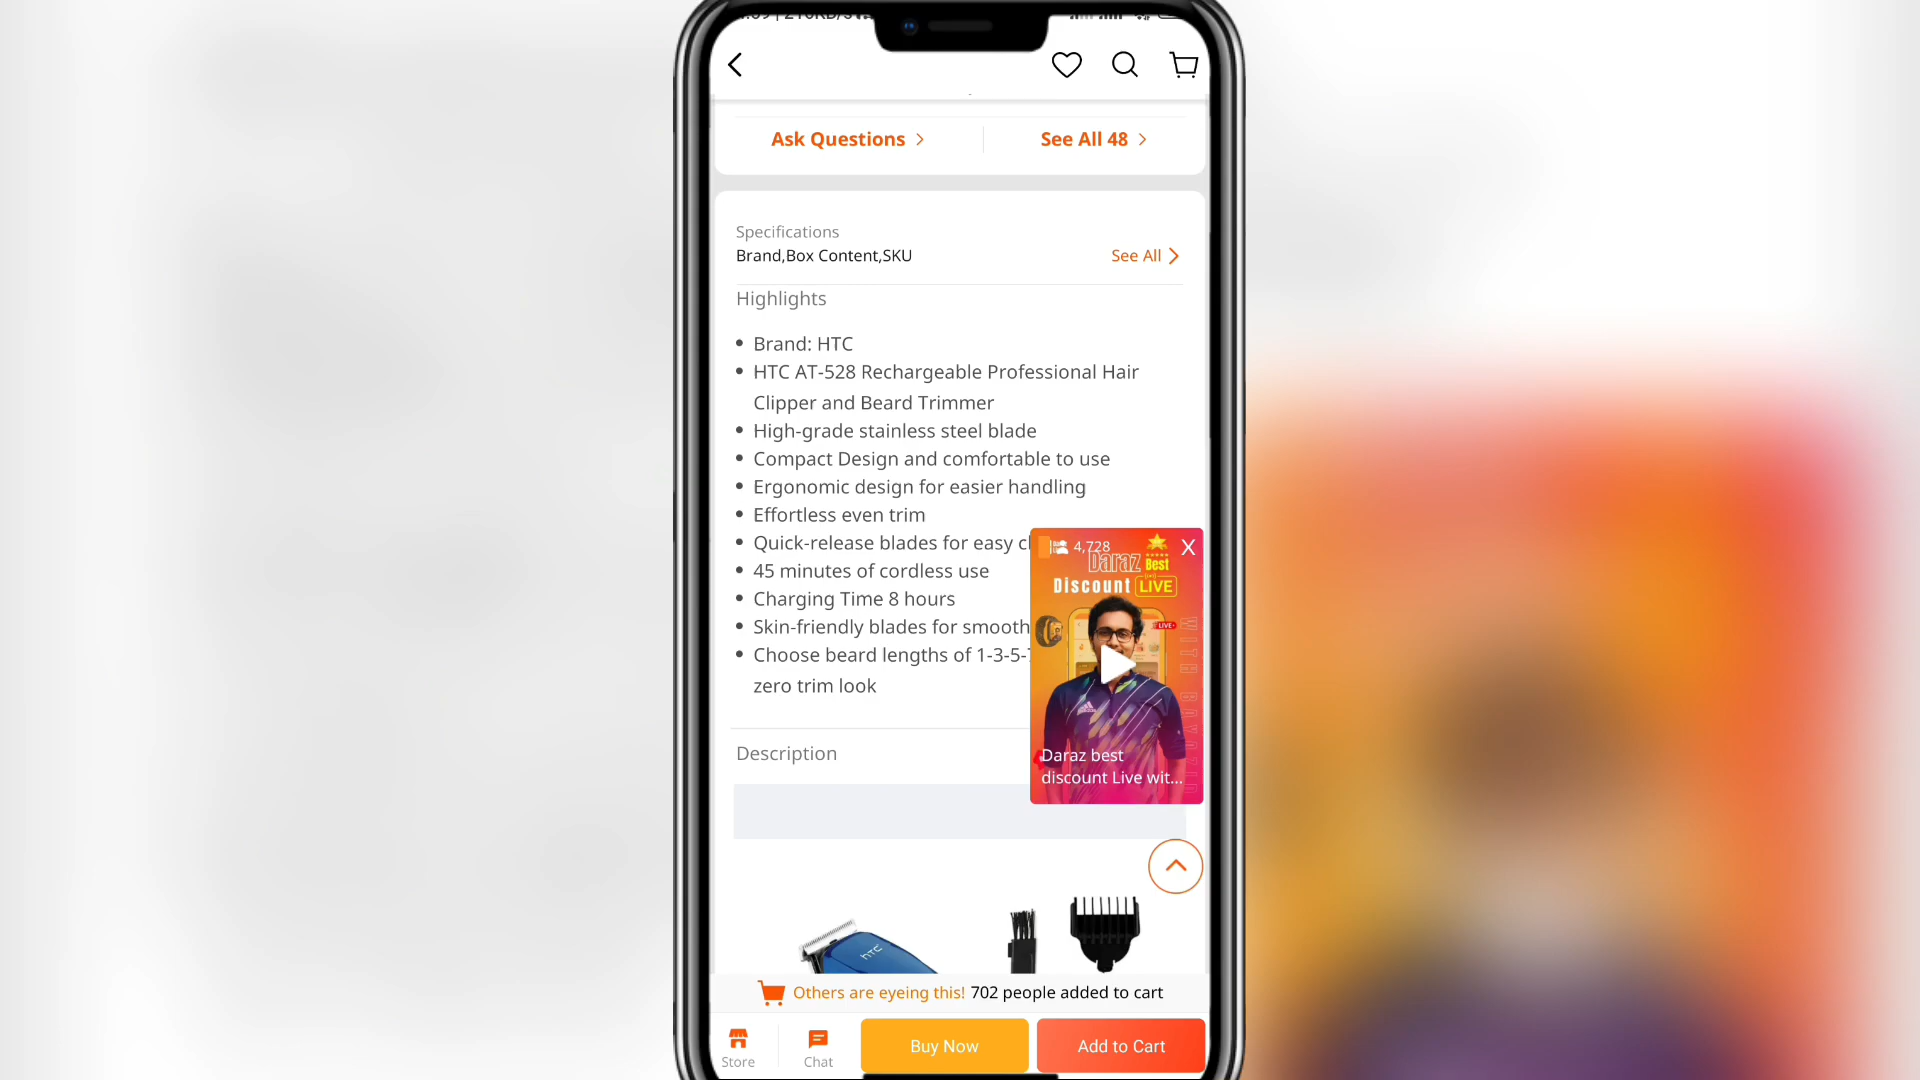 Ask Questions
See All 48
Specifications
Brand,Box Content,SKU
See All
Highlights
Brand: HTC
HTC AT-528 Rechargeable Professional Hair
Clipper and Beard Trimmer
High-grade stainless steel blade
Compact Design and comfortable to use
Ergonomic design for easier handling
Effortless even trim
Quick-release blades for easy
45 minutes of cordless use
Charging Time 8 hours
Skin-friendly blades for smooth
Choose beard lengths of 1-3-5-
zero trim look
4,728
X
Daraz Best
Discount LIVE
LIVE
Daraz best
discount Live wit...
Description
HTC
Others are eyeing this! 702 people added to cart
Store
Chat
Buy Now
Add to Cart